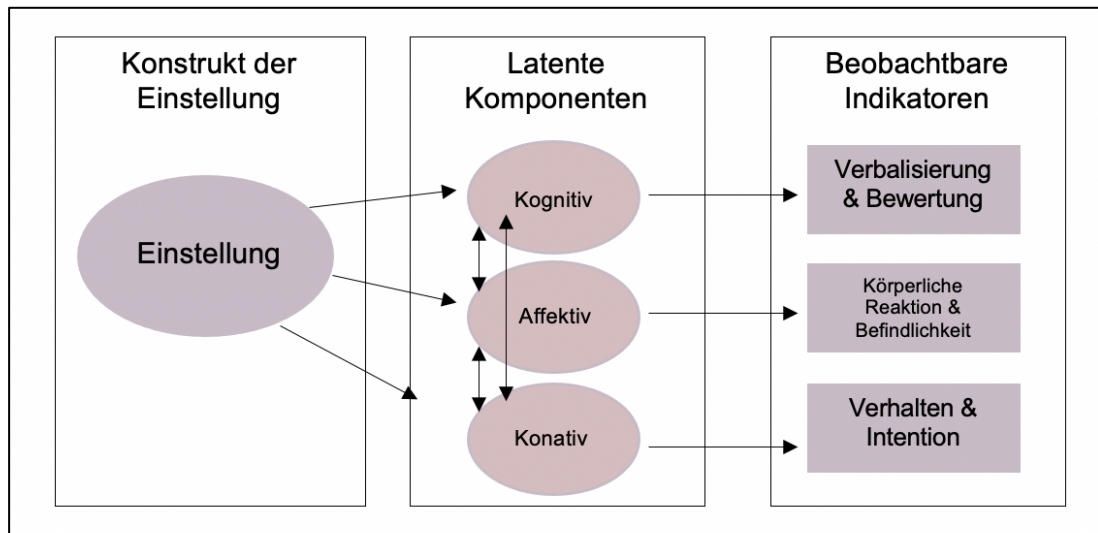 Konstrukt der
Einstellung
Einstellung
Latente
Komponenten
Kognitiv
Affektiv
Konativ
Beobachtbare
Indikatoren
Verbalisierung
& Bewertung
Körperliche
Reaktion &
Befindlichkeit
Verhalten &
Intention